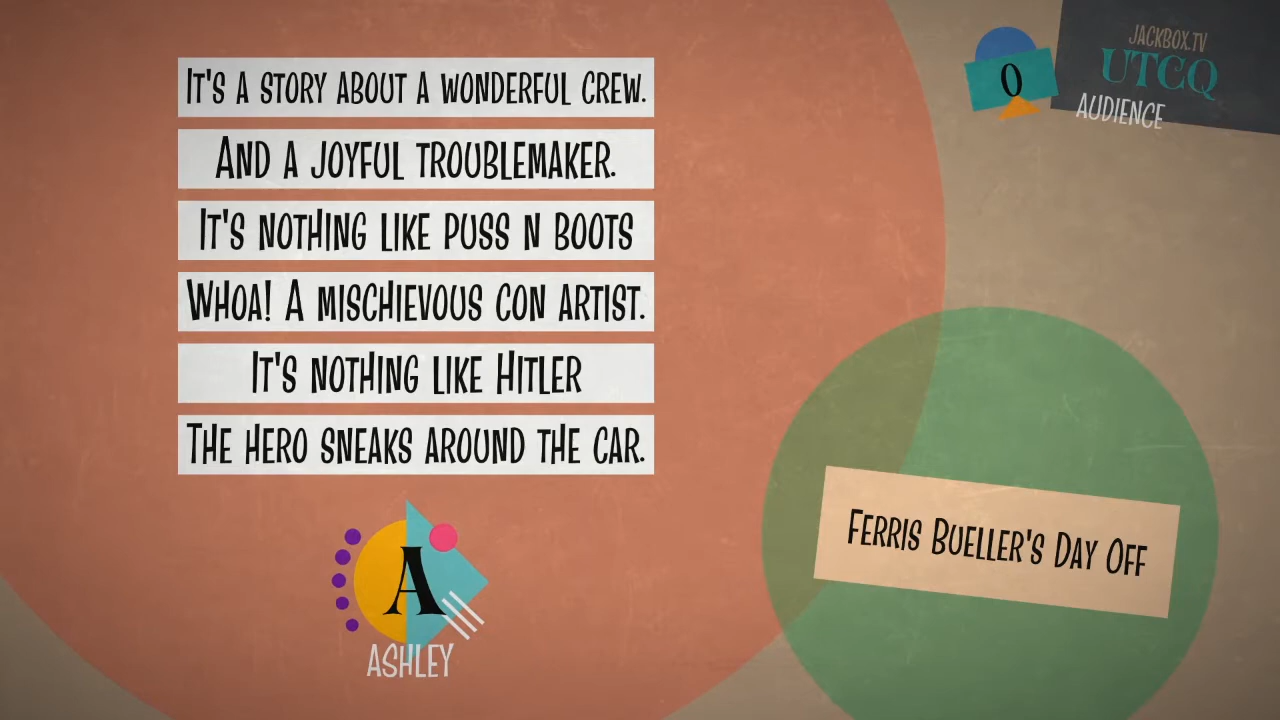 It's a story about a wonderful crew.
And a joyful troublemaker.
It's nothing like Puss n Boots
Whoa! A mischievous con artist.
It's nothing like Hitler
The hero sneaks around the car.
A
ASHLEY
0
JACKBOX.TV
UTCQ
AUDIENCE
Ferris Bueller's Day Off